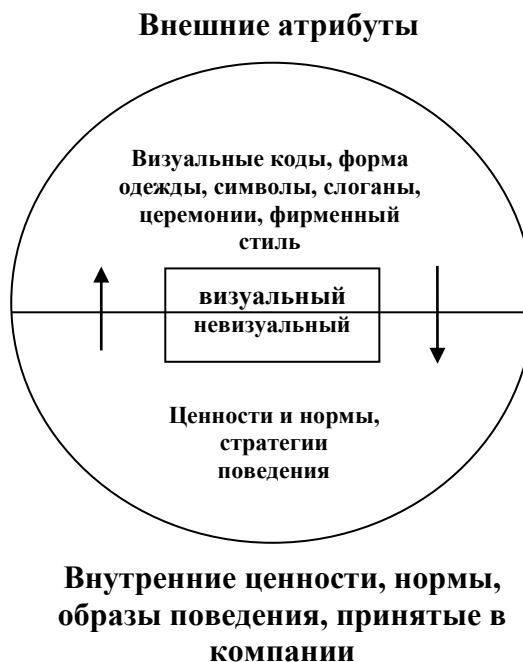 Внешние атрибуты
Визуальные коды, форма
одежды, символы, слоганы,
церемонии, фирменный
стиль
визуальный
невизуальный
Ценности и нормы,
стратегии
поведения
Внутренние ценности, нормы,
образы поведения, принятые в
компании